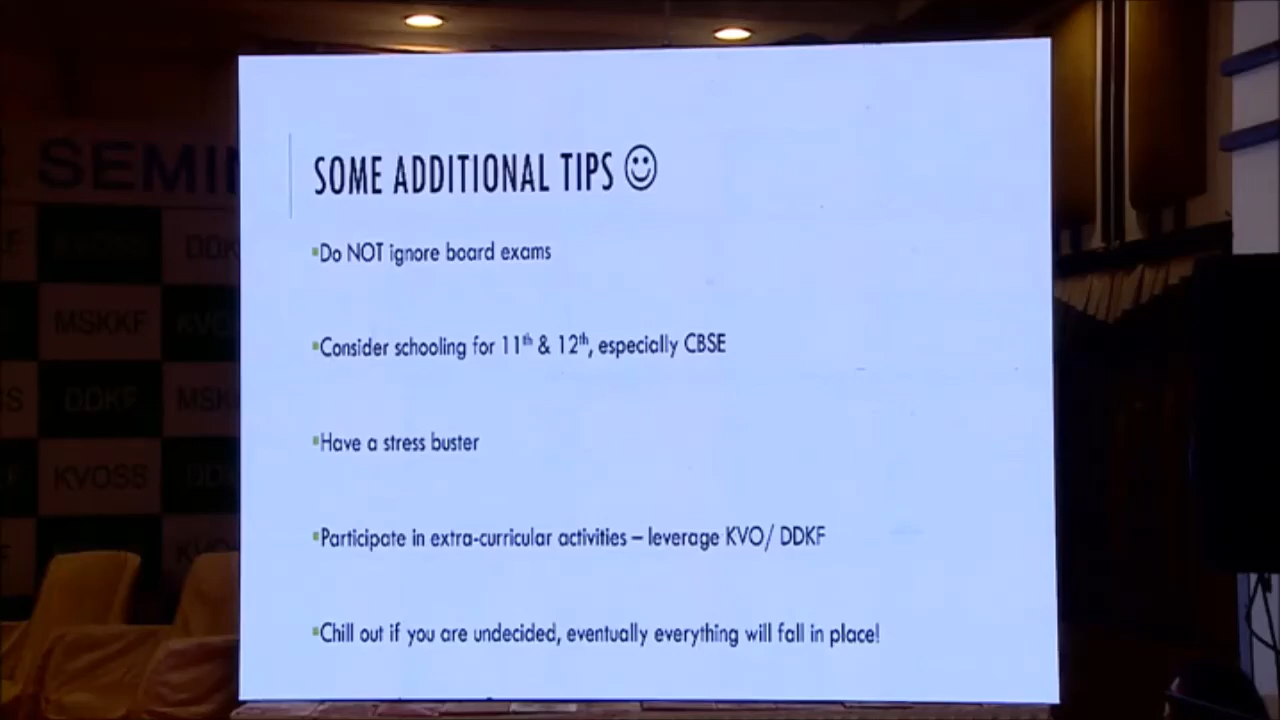 SEMIN
SOME ADDITIONAL TIPS ☺
▪Do NOT ignore board exams
▪Consider schooling for 11th & 12th, especially CBSE
▪Have a stress buster
▪Participate in extra-curricular activities – leverage KVO/ DDKF
▪Chill out if you are undecided, eventually everything will fall in place!
MSKKF
DDKF
KVOSS